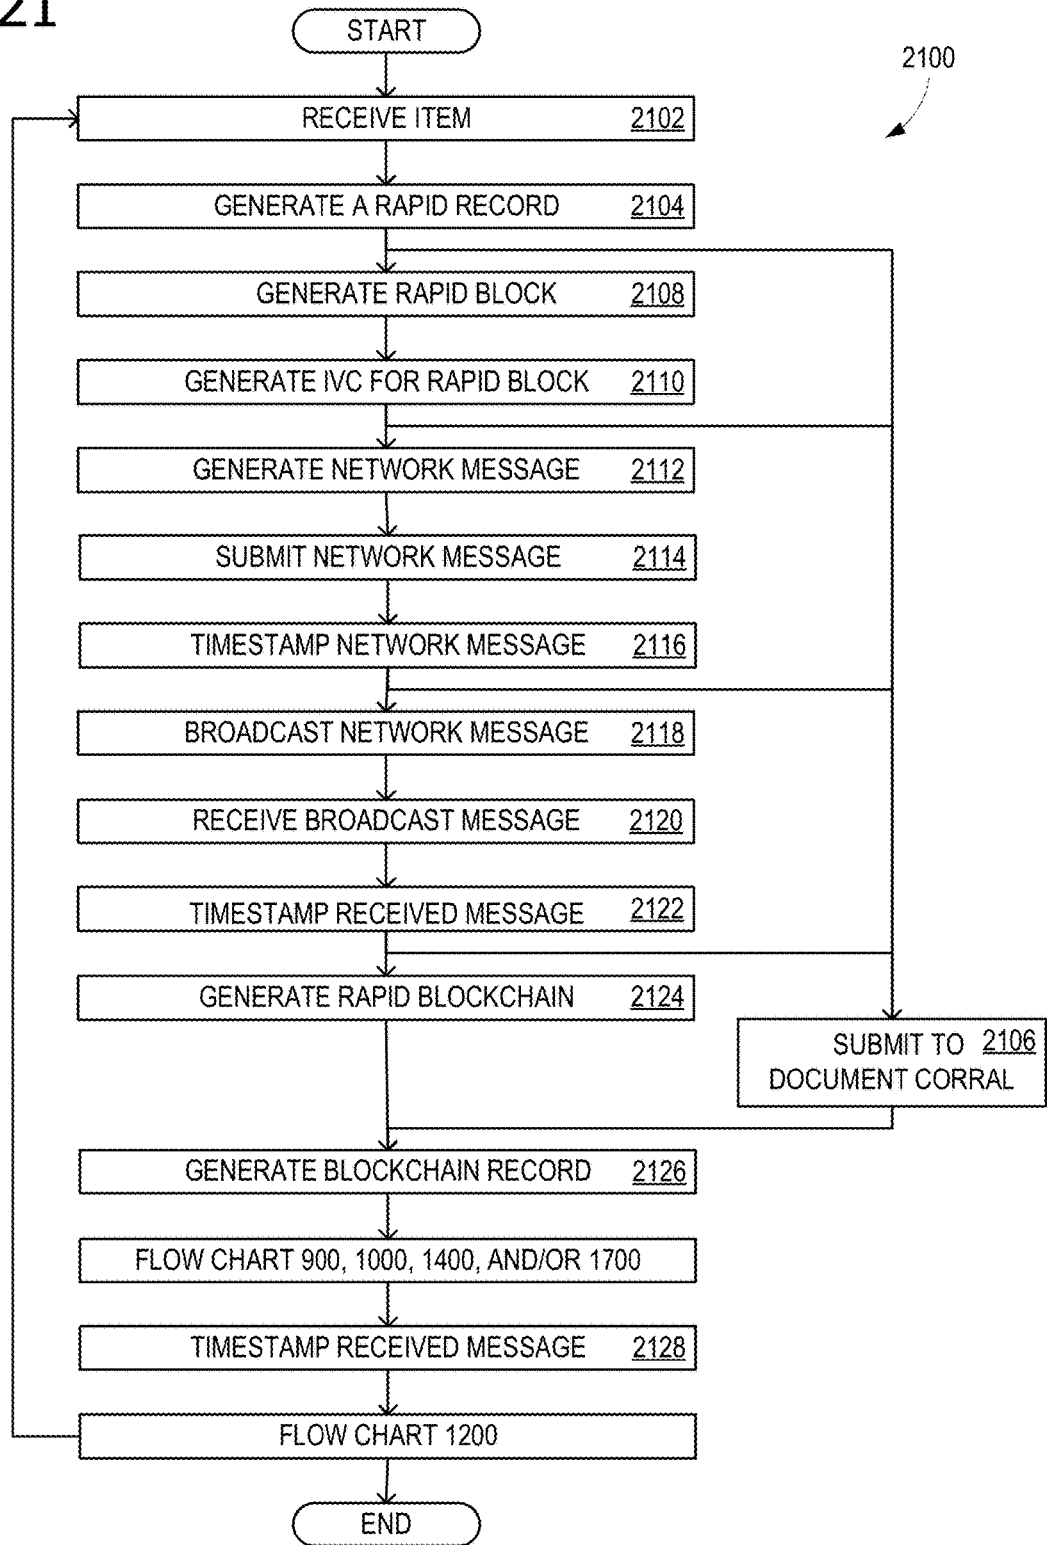 21
START
2100
RECEIVE ITEM 2102
GENERATE A RAPID RECORD 2104
GENERATE RAPID BLOCK 2108
GENERATE IVC FOR RAPID BLOCK 2110
GENERATE NETWORK MESSAGE 2112
SUBMIT NETWORK MESSAGE 2114
TIMESTAMP NETWORK MESSAGE 2116
BROADCAST NETWORK MESSAGE 2118
RECEIVE BROADCAST MESSAGE 2120
TIMESTAMP RECEIVED MESSAGE 2122
GENERATE RAPID BLOCKCHAIN 2124
SUBMIT TO 2106
DOCUMENT CORRAL
GENERATE BLOCKCHAIN RECORD 2126
FLOW CHART 900, 1000, 1400, AND/OR 1700
TIMESTAMP RECEIVED MESSAGE 2128
FLOW CHART 1200
END